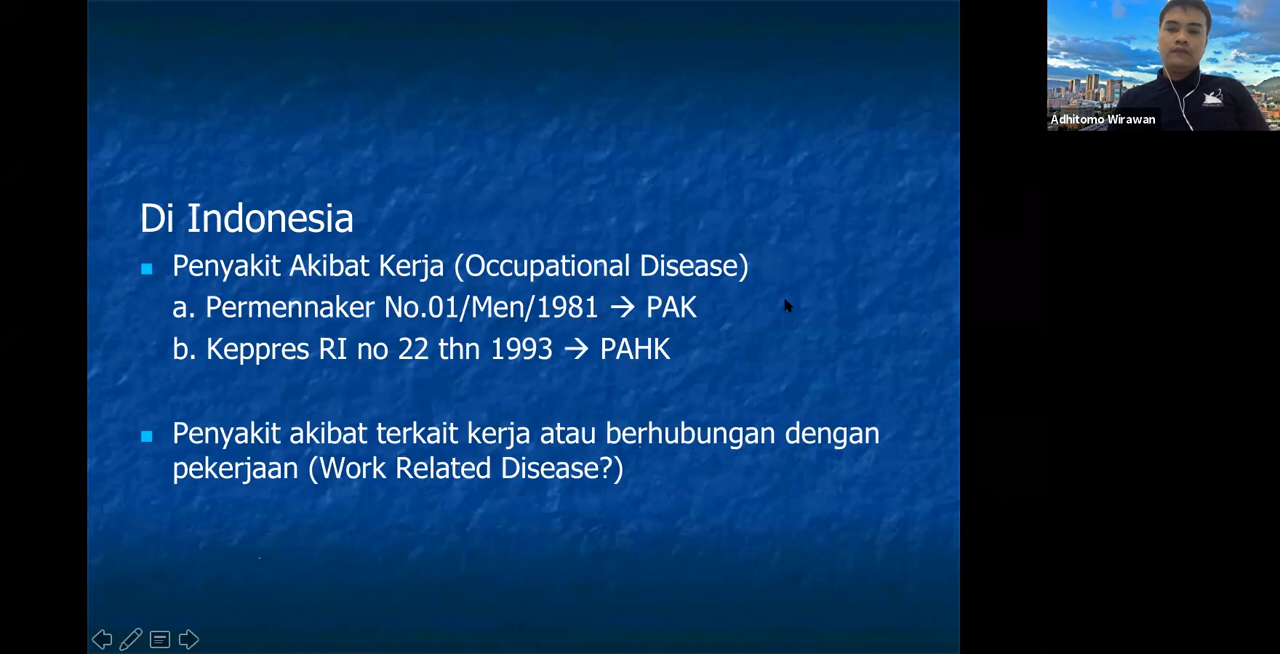 Di Indonesia
Penyakit Akibat Kerja (Occupational Disease)
a. Permennaker No.01/Men/1981 → PAK
b. Keppres RI no 22 thn 1993 → PAHK
Penyakit akibat terkait kerja atau berhubungan dengan
pekerjaan (Work Related Disease?)
Adhitomo Wirawan